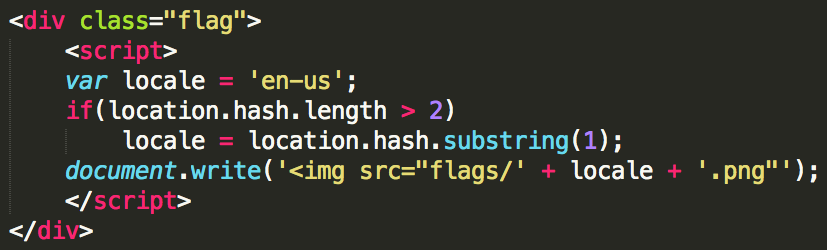 <div class="flag">
<script>
var locale = 'en-us';
if(location.hash.length > 2)
locale = location.hash.substring(1);
document.write('<img src="flags/' + locale + '.png"');
</script>
</div>